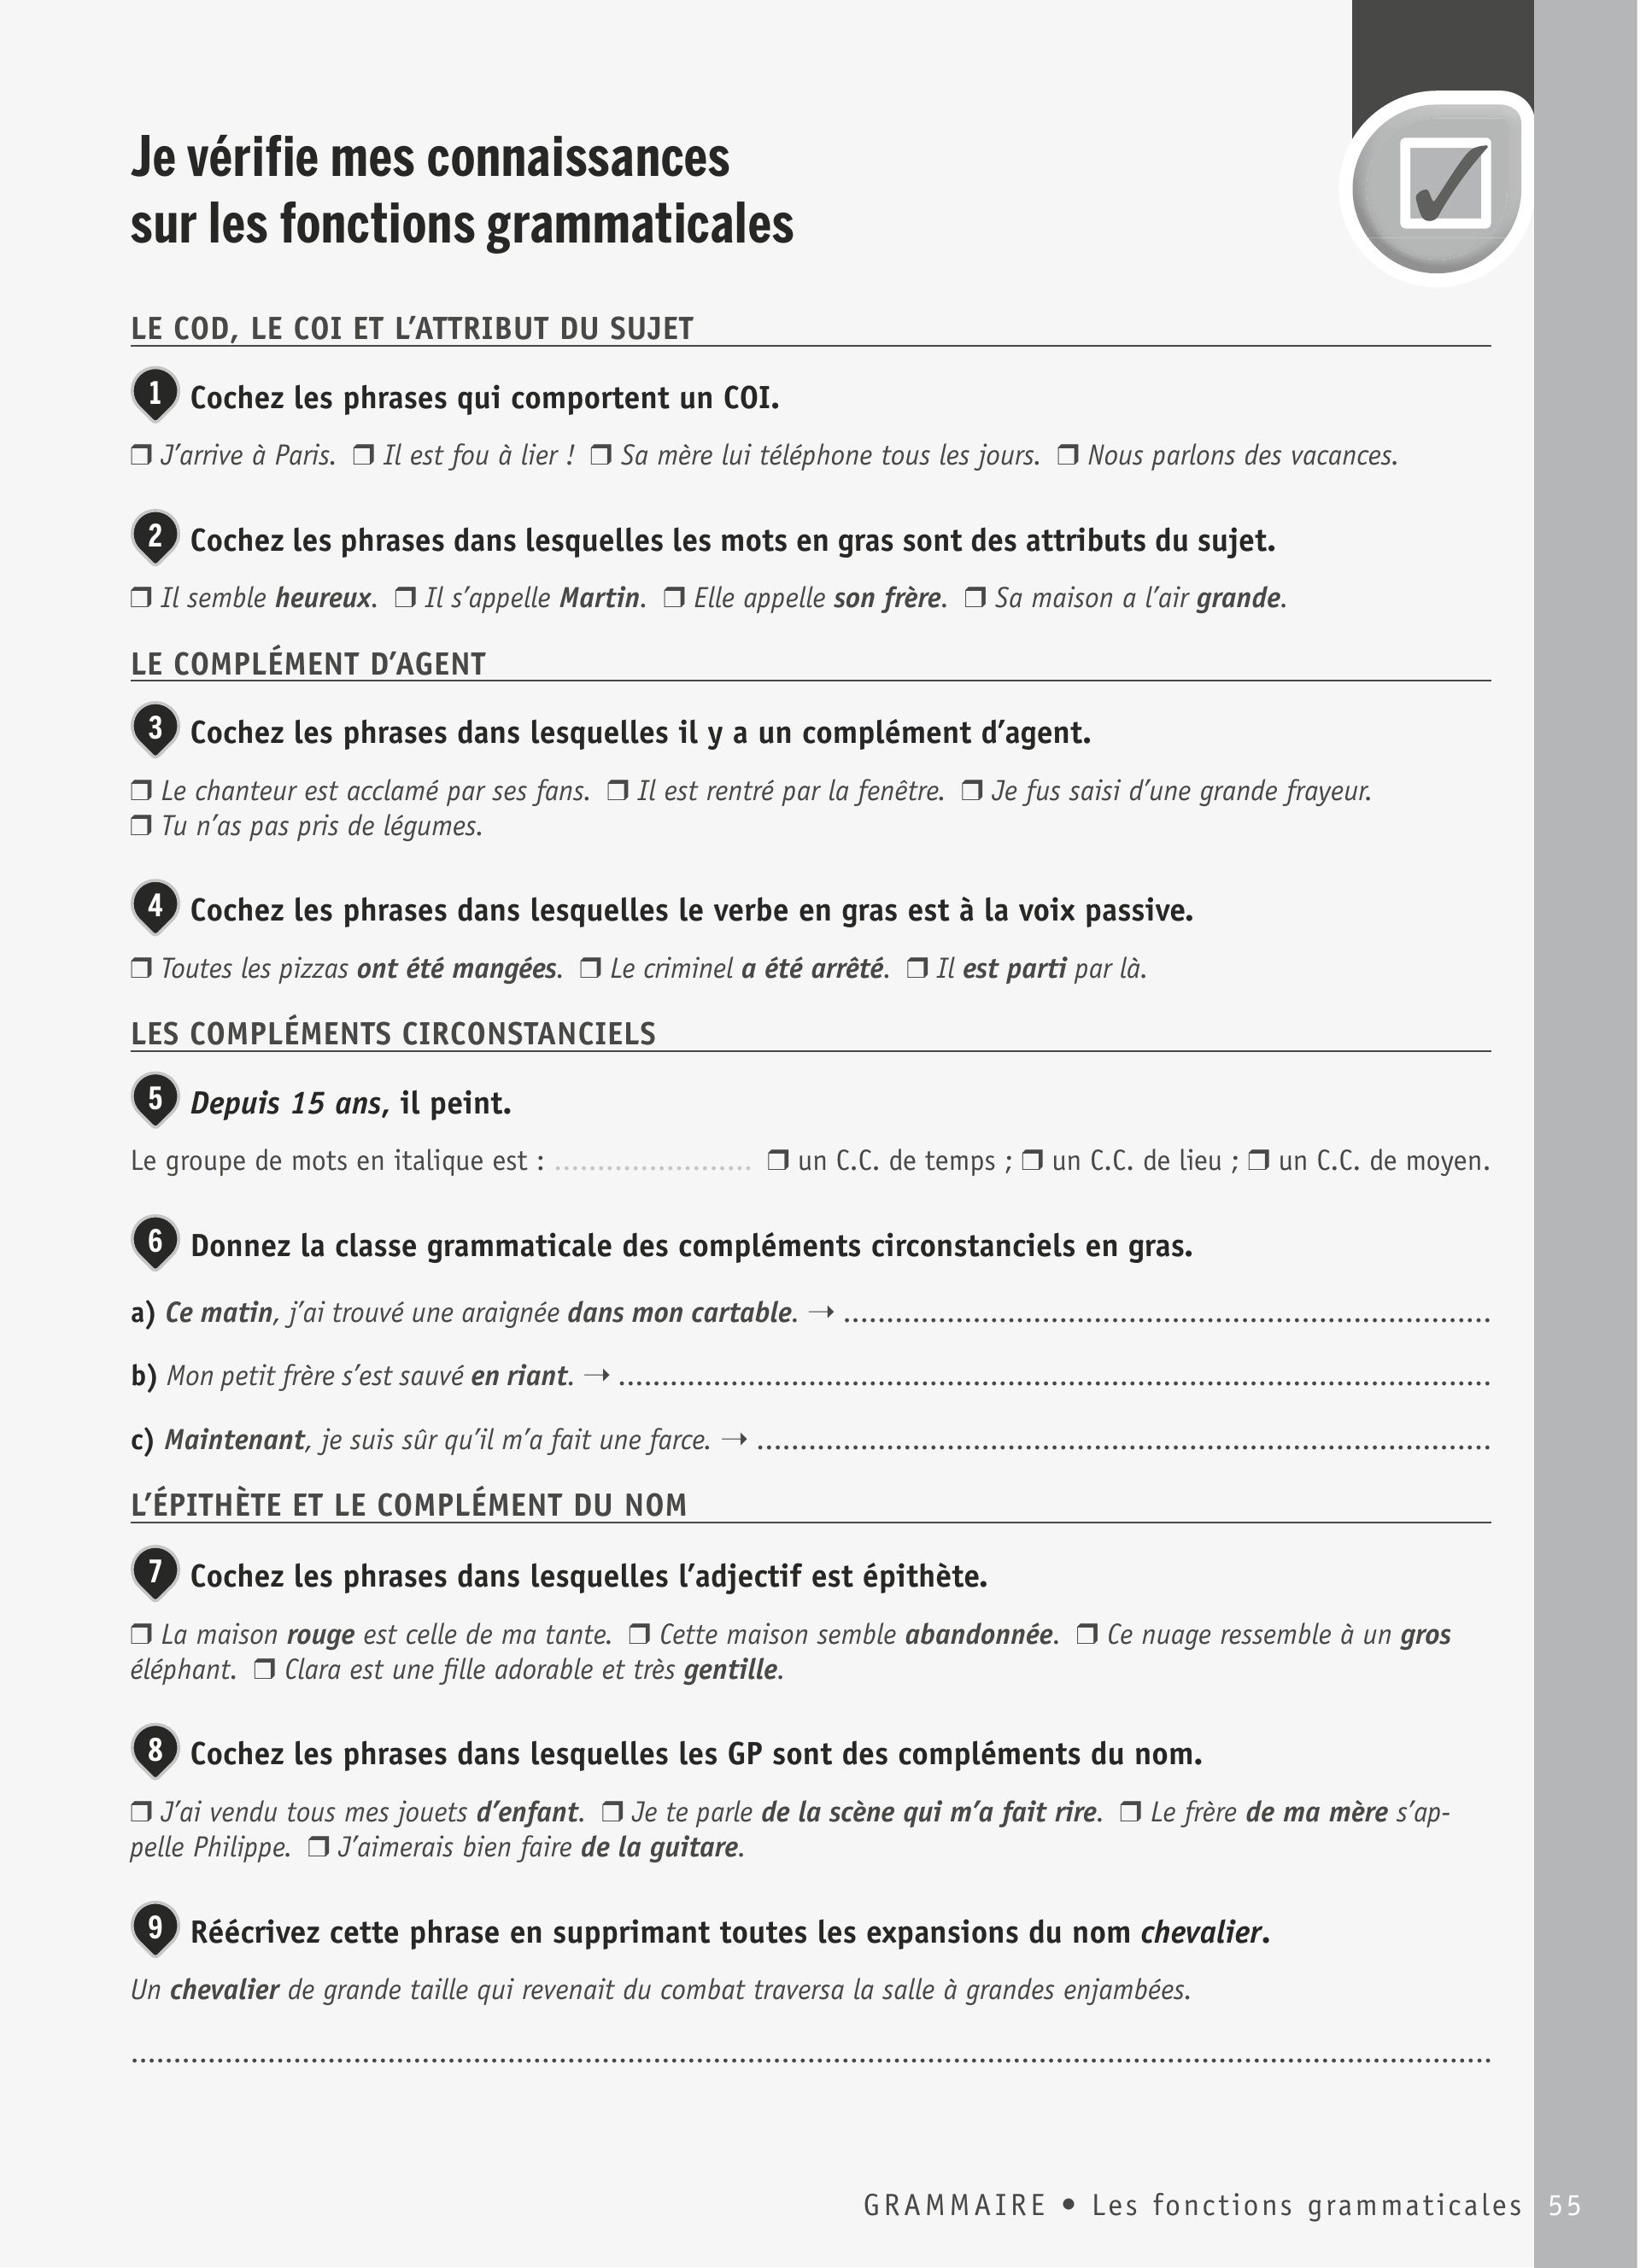 Je vérifie mes connaissances
sur les fonctions grammaticales
LE COD, LE COI ET L’ATTRIBUT DU SUJET
1 Cochez les phrases qui comportent un COI.
❒ J’arrive à Paris. ❒ Il est fou à lier ! ❒ Sa mère lui téléphone tous les jours. ❒ Nous parlons des vacances.
2 Cochez les phrases dans lesquelles les mots en gras sont des attributs du sujet.
❒ Il semble heureux. ❒ Il s’appelle Martin. ❒ Elle appelle son frère. ❒ Sa maison a l’air grande.
LE COMPLÉMENT D’AGENT
3 Cochez les phrases dans lesquelles il y a un complément d’agent.
❒ Le chanteur est acclamé par ses fans. ❒ Il est rentré par la fenêtre. ❒ Je fus saisi d’une grande frayeur.
❒ Tu n’as pas pris de légumes.
4 Cochez les phrases dans lesquelles le verbe en gras est à la voix passive.
❒ Toutes les pizzas ont été mangées. ❒ Le criminel a été arrêté. ❒ Il est parti par là.
LES COMPLÉMENTS CIRCONSTANCIELS
5 Depuis 15 ans, il peint.
Le groupe de mots en italique est : ....................... ❒ un C.C. de temps ; ❒ un C.C. de lieu ; ❒ un C.C. de moyen.
6 Donnez la classe grammaticale des compléments circonstanciels en gras.
a) Ce matin, j’ai trouvé une araignée dans mon cartable. → ...........................................................................
b) Mon petit frère s’est sauvé en riant. → .....................................................................................................
c) Maintenant, je suis sûr qu’il m’a fait une farce. → .....................................................................................
L’ÉPITHÈTE ET LE COMPLÉMENT DU NOM
7 Cochez les phrases dans lesquelles l’adjectif est épithète.
❒ La maison rouge est celle de ma tante. ❒ Cette maison semble abandonnée. ❒ Ce nuage ressemble à un gros
éléphant. ❒ Clara est une fille adorable et très gentille.
8 Cochez les phrases dans lesquelles les GP sont des compléments du nom.
❒ J’ai vendu tous mes jouets d’enfant. ❒ Je te parle de la scène qui m’a fait rire. ❒ Le frère de ma mère s’ap-
pelle Philippe. ❒ J’aimerais bien faire de la guitare.
9 Réécrivez cette phrase en supprimant toutes les expansions du nom chevalier.
Un chevalier de grande taille qui revenait du combat traversa la salle à grandes enjambées.
..............................................................................................................................................................
GRAMMAIRE • Les fonctions grammaticales 55